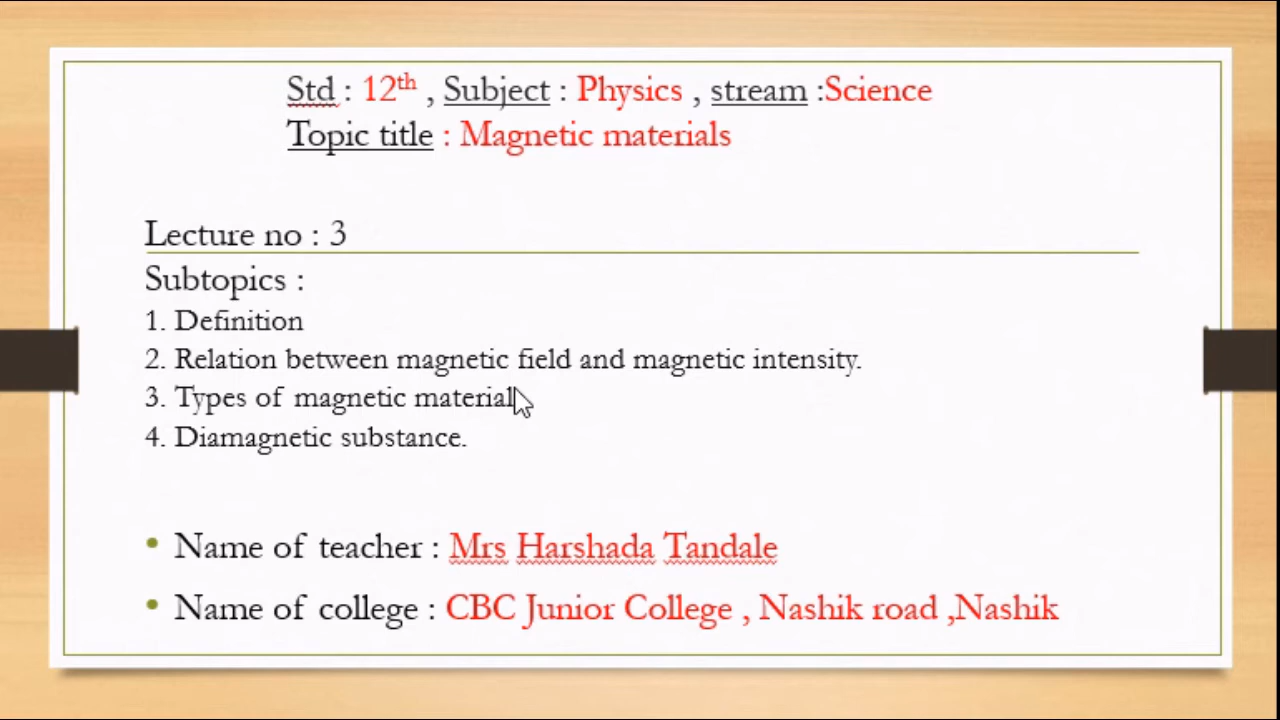 Std : 12th , Subject : Physics , stream :Science
Topic title : Magnetic materials
Lecture no : 3
Subtopics :
1. Definition
2. Relation between magnetic field and magnetic intensity.
3. Types of magnetic material
4. Diamagnetic substance.
• Name of teacher : Mrs Harshada Tandale
• Name of college : CBC Junior College , Nashik road ,Nashik